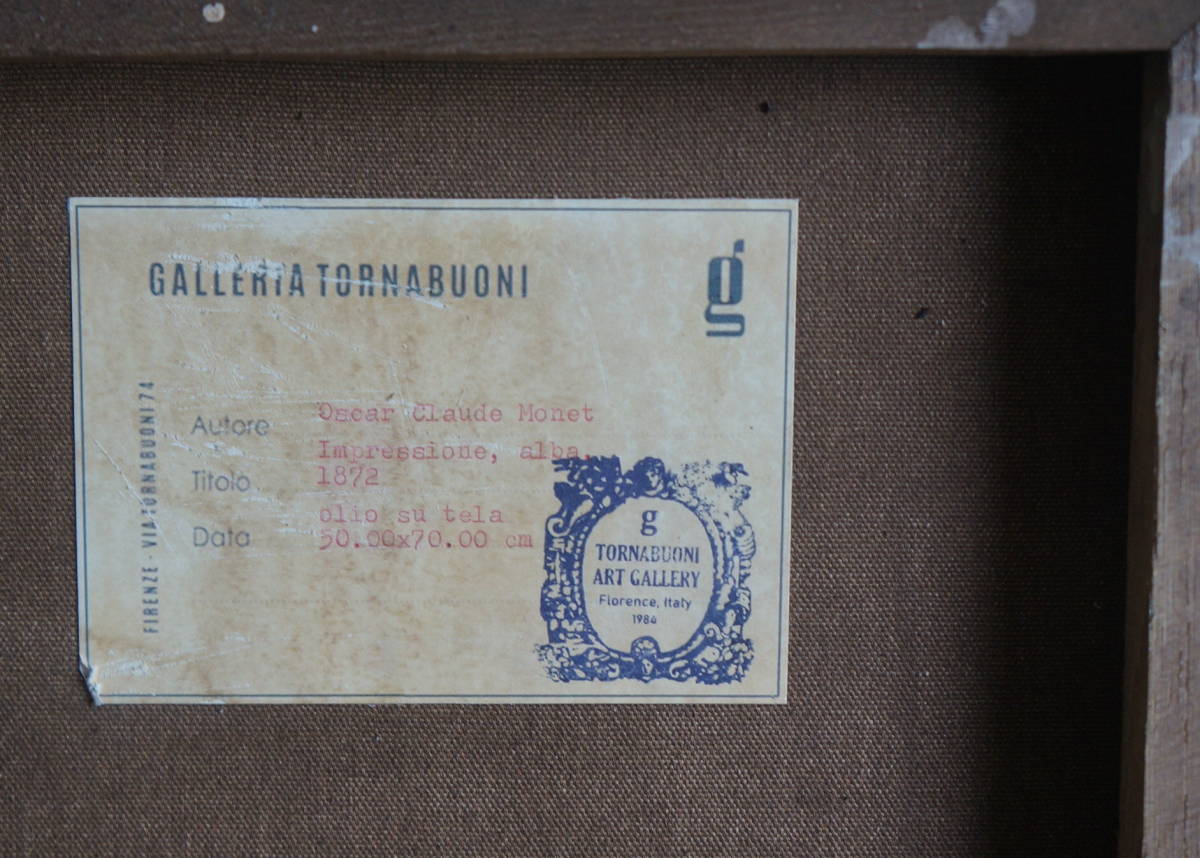 GALLERIA TORNABUONI
g
FIRENZE - VIA TORNABUONI 74
Autore
Oscar Claude Monet
Impressione, alba,
Titolo
1872
olio su tela
Data
50.00x70.00 cm
g
TORNABUONI
ART GALLERY
Florence, Italy
1984